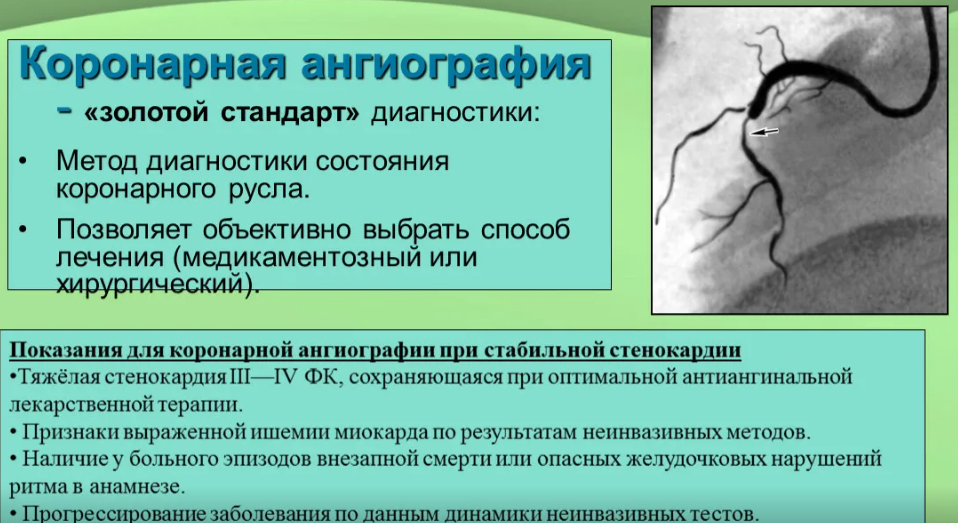 Коронарная ангиография
- «золотой стандарт» диагностики:
• Метод диагностики состояния
коронарного русла.
• Позволяет объективно выбрать способ
лечения (медикаментозный или
хирургический).
Показания для коронарной ангиографии при стабильной стенокардии
•Тяжёлая стенокардия III—IV ФК, сохраняющаяся при оптимальной антиангинальной
лекарственной терапии.
• Признаки выраженной ишемии миокарда по результатам неинвазивных методов.
• Наличие у больного эпизодов внезапной смерти или опасных желудочковых нарушений
ритма в анамнезе.
• Прогрессирование заболевания по данным динамики неинвазивных тестов.